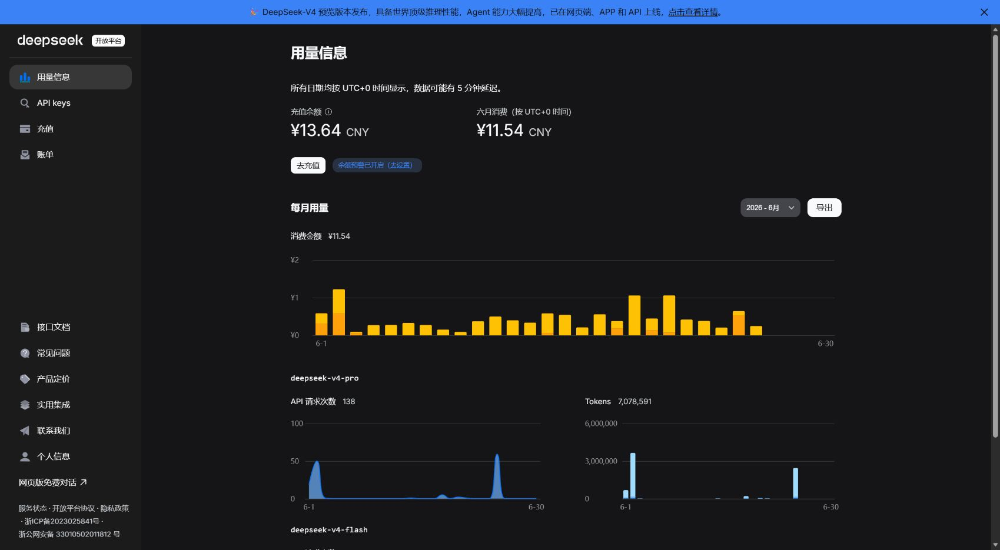 🎉 DeepSeek-V4 预览版本发布，具备世界顶级推理性能，Agent 能力大幅提高，已在网页端、APP 和 API 上线，点击查看详情。
deepseek 开放平台
用量信息
API keys
充值
账单
接口文档
常见问题
产品定价
实用集成
联系我们
个人信息
网页版免费对话
服务状态 · 开放平台协议 · 隐私政策
· 浙ICP备2023025841号 ·
浙公网安备 33010502011812 号
用量信息
所有日期均按 UTC+0 时间显示，数据可能有 5 分钟延迟。
充值余额
¥13.64 CNY
六月消费（按 UTC+0 时间）
¥11.54 CNY
去充值
余额预警已开启（去设置）
每月用量
2026 - 6月
导出
消费金额 ¥11.54
¥2
¥1
¥0
6-1 6-30
deepseek-v4-pro
API 请求次数 138
100
50
0
6-1 6-30
Tokens 7,078,591
6,000,000
3,000,000
0
6-1 6-30
deepseek-v4-flash